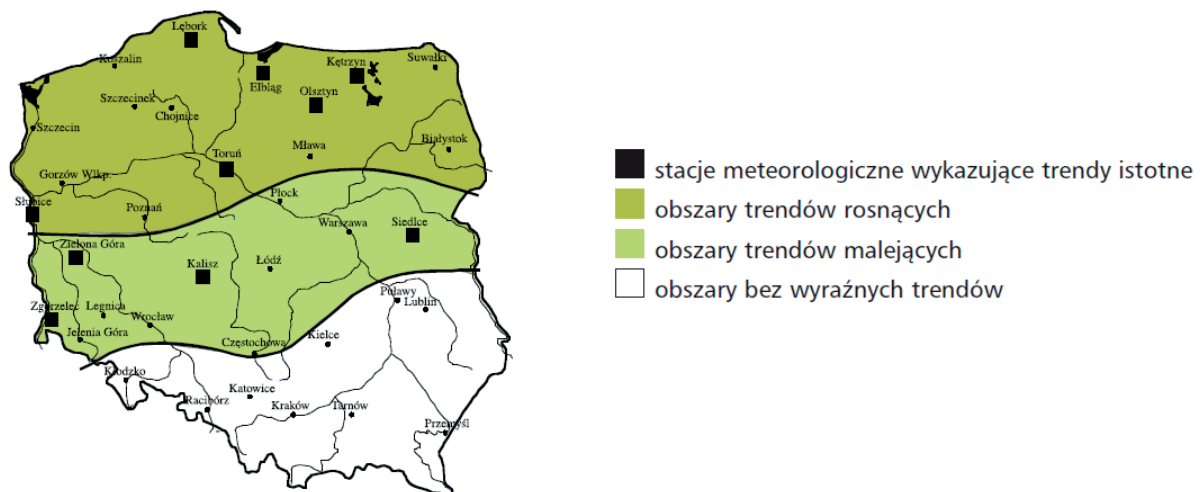 Lębork
Koszalin
Elbląg
Kętrzyn
Suwałki
Szczecinek
Chojnice
Olsztyn
Szczecin
Toruń
Mława
Białystok
Gorzów Wlkp.
Słubice
Poznań
Płock
Warszawa
Siedlce
Zielona Góra
Kalisz
Łódź
Zgorzelec
Legnica
Wrocław
Puławy
Lublin
Jelenia Góra
Częstochowa
Kielce
Kłodzko
Racibórz
Katowice
Kraków
Tarnów
Przemyśl
stacje meteorologiczne wykazujące trendy istotne
obszary trendów rosnących
obszary trendów malejących
obszary bez wyraźnych trendów